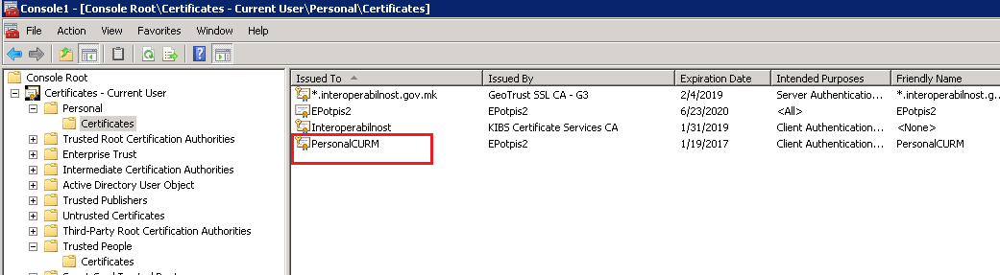 Console1 - [Console Root\Certificates - Current User\Personal\Certificates]
File Action View Favorites Window Help
Console Root
Certificates - Current User
Personal
Certificates
Trusted Root Certification Authorities
Enterprise Trust
Intermediate Certification Authorities
Active Directory User Object
Trusted Publishers
Untrusted Certificates
Third-Party Root Certification Authorities
Trusted People
Certificates
Issued To Issued By Expiration Date Intended Purposes Friendly Name
*.interoperabilnost.gov.mk GeoTrust SSL CA - G3 2/4/2019 Server Authenticatio... *.interoperabilnost.g...
EPotpis2 EPotpis2 6/23/2020 <All> EPotpis2
Interoperabilnost KIBS Certificate Services CA 1/31/2019 Client Authentication... <None>
PersonalCURM EPotpis2 1/19/2017 Client Authentication... PersonalCURM